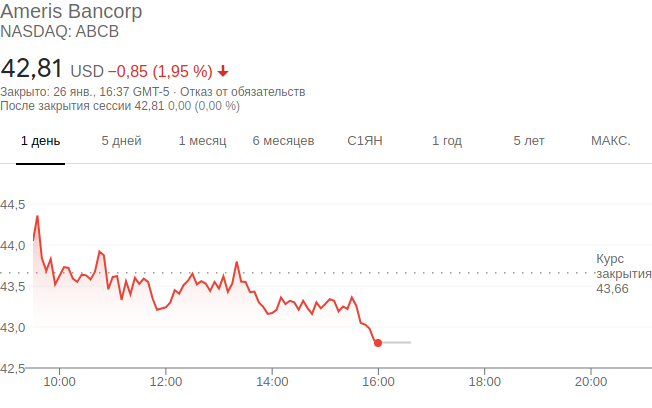 Ameris Bancorp
NASDAQ: ABCB
42,81 USD −0,85 (1,95 %)
Закрыто: 26 янв., 16:37 GMT-5 · Отказ от обязательств
После закрытия сессии 42,81 0,00 (0,00 %)
1 день 5 дней 1 месяц 6 месяцев С1ЯН 1 год 5 лет МАКС.
44,5
44,0
Курс
закрытия
43,66
43,5
43,0
42,5
10:00 12:00 14:00 16:00 18:00 20:00